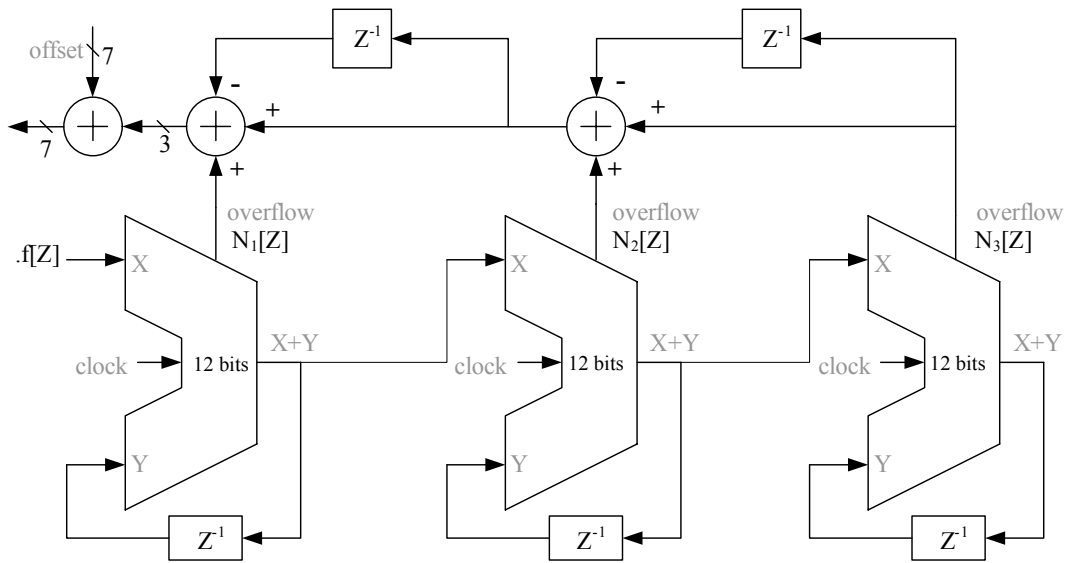 Z-1
Z-1
offset
7
-
-
+
+
7
3
+
+
overflow
N1[Z]
overflow
N2[Z]
overflow
N3[Z]
.f[Z]
X
X
X
clock
12 bits
X+Y
clock
12 bits
X+Y
clock
12 bits
X+Y
Y
Y
Y
Z-1
Z-1
Z-1